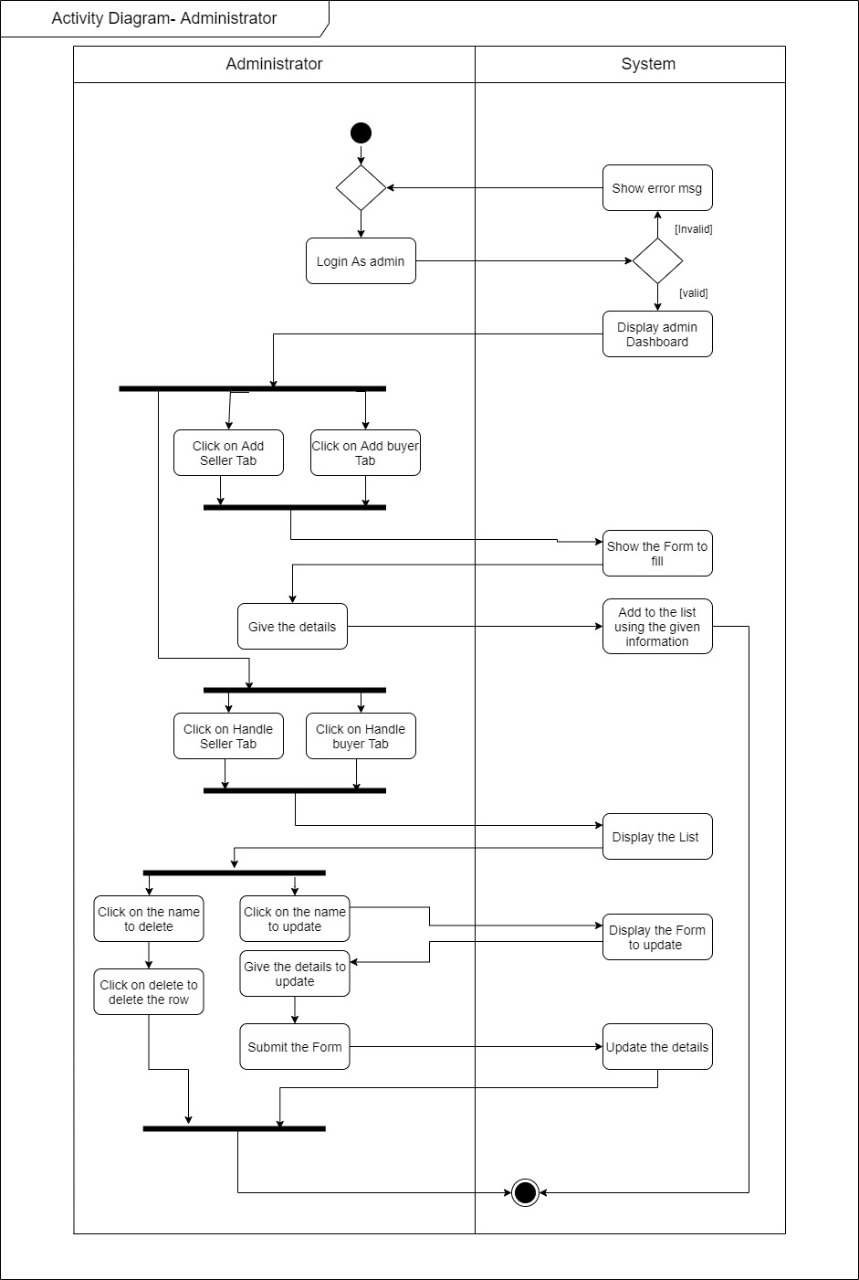 Activity Diagram- Administrator
Administrator
System
Show error msg
[Invalid]
Login As admin
[valid]
Display admin
Dashboard
Click on Add
Seller Tab
Click on Add buyer
Tab
Show the Form to
fill
Give the details
Add to the list
using the given
information
Click on Handle
Seller Tab
Click on Handle
buyer Tab
Display the List
Click on the name
to delete
Click on the name
to update
Display the Form
to update
Give the details to
update
Click on delete to
delete the row
Submit the Form
Update the details